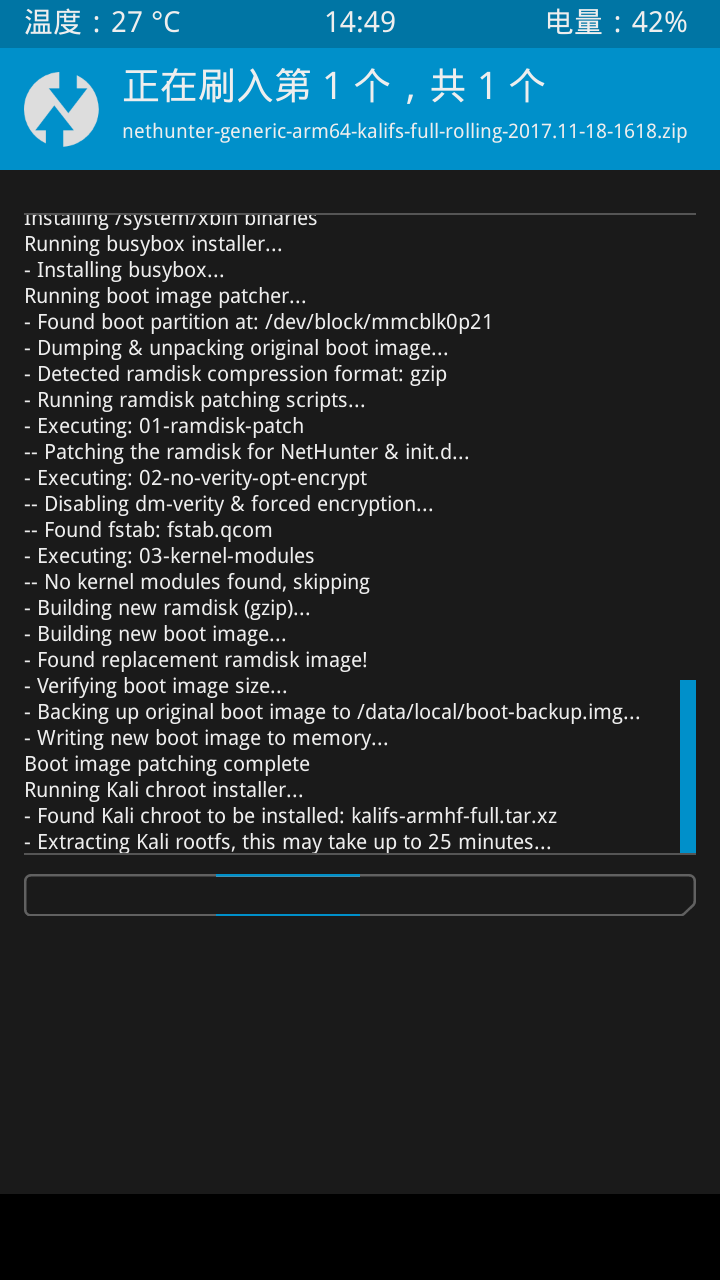 温度：27 °C
14:49
电量：42%
正在刷入第 1 个，共 1 个
nethunter-generic-arm64-kalifs-full-rolling-2017.11-18-1618.zip
Installing /system/xbin binaries
Running busybox installer...
- Installing busybox...
Running boot image patcher...
- Found boot partition at: /dev/block/mmcblk0p21
- Dumping & unpacking original boot image...
- Detected ramdisk compression format: gzip
- Running ramdisk patching scripts...
- Executing: 01-ramdisk-patch
-- Patching the ramdisk for NetHunter & init.d...
- Executing: 02-no-verity-opt-encrypt
-- Disabling dm-verity & forced encryption...
-- Found fstab: fstab.qcom
- Executing: 03-kernel-modules
-- No kernel modules found, skipping
- Building new ramdisk (gzip)...
- Building new boot image...
- Found replacement ramdisk image!
- Verifying boot image size...
- Backing up original boot image to /data/local/boot-backup.img...
- Writing new boot image to memory...
Boot image patching complete
Running Kali chroot installer...
- Found Kali chroot to be installed: kalifs-armhf-full.tar.xz
- Extracting Kali rootfs, this may take up to 25 minutes...